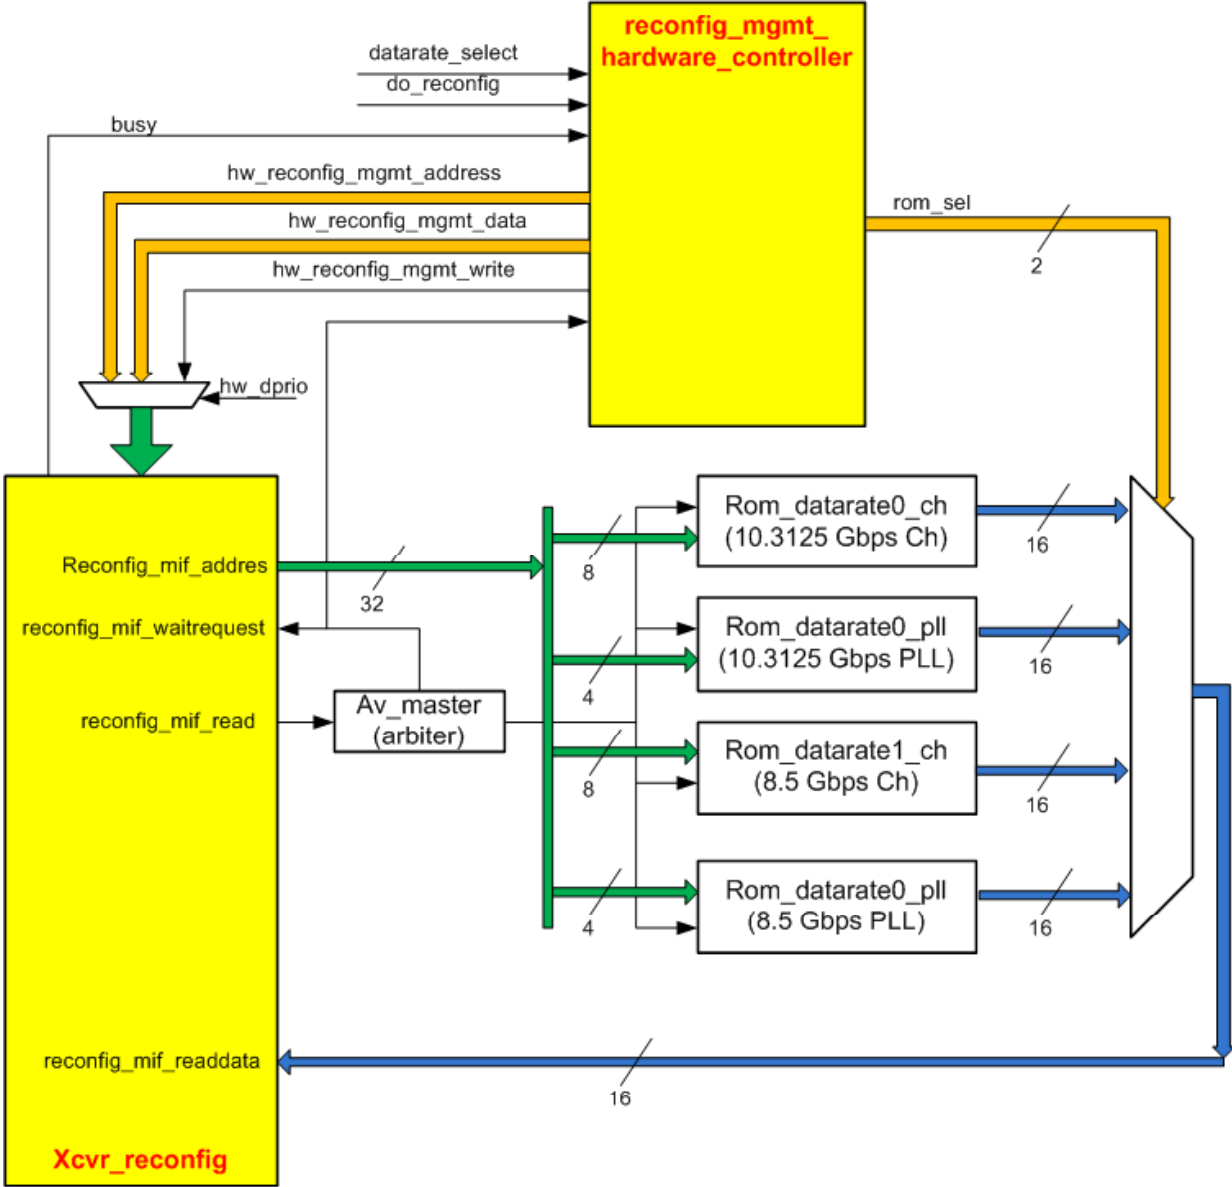 reconfig_mgmt_
hardware_controller
datarate_select
do_reconfig
busy
hw_reconfig_mgmt_address
rom_sel
hw_reconfig_mgmt_data
2
hw_reconfig_mgmt_write
hw_dprio
Rom_datarate0_ch
(10.3125 Gbps Ch)
16
8
Reconfig_mif_addres
32
reconfig_mif_waitrequest
Rom_datarate0_pll
(10.3125 Gbps PLL)
16
4
reconfig_mif_read
Av_master
(arbiter)
Rom_datarate1_ch
(8.5 Gbps Ch)
8
16
Rom_datarate0_pll
(8.5 Gbps PLL)
4
16
reconfig_mif_readdata
16
Xcvr_reconfig